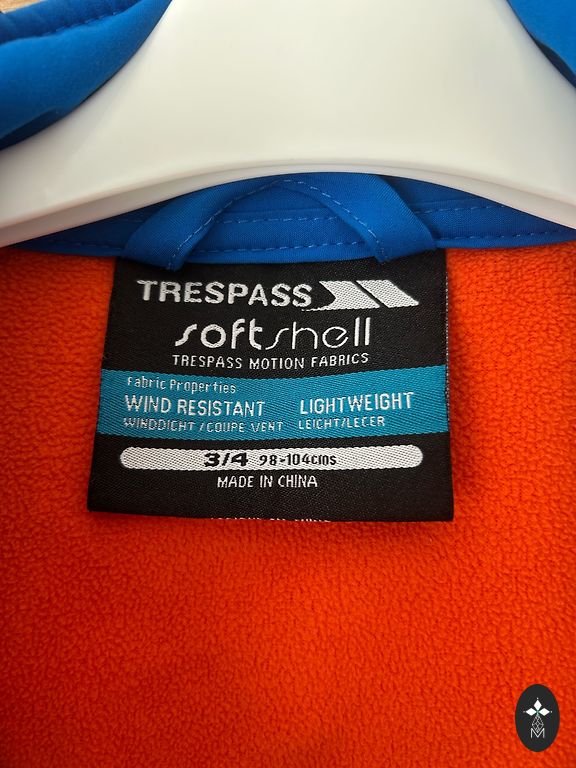 TRESPASS
softshell
TRESPASS MOTION FABRICS
Fabric Properties
WIND RESISTANT LIGHTWEIGHT
WINDDICHT / COUPE VENT LEICHT/LEGER
3/4 98-104cms
MADE IN CHINA
M